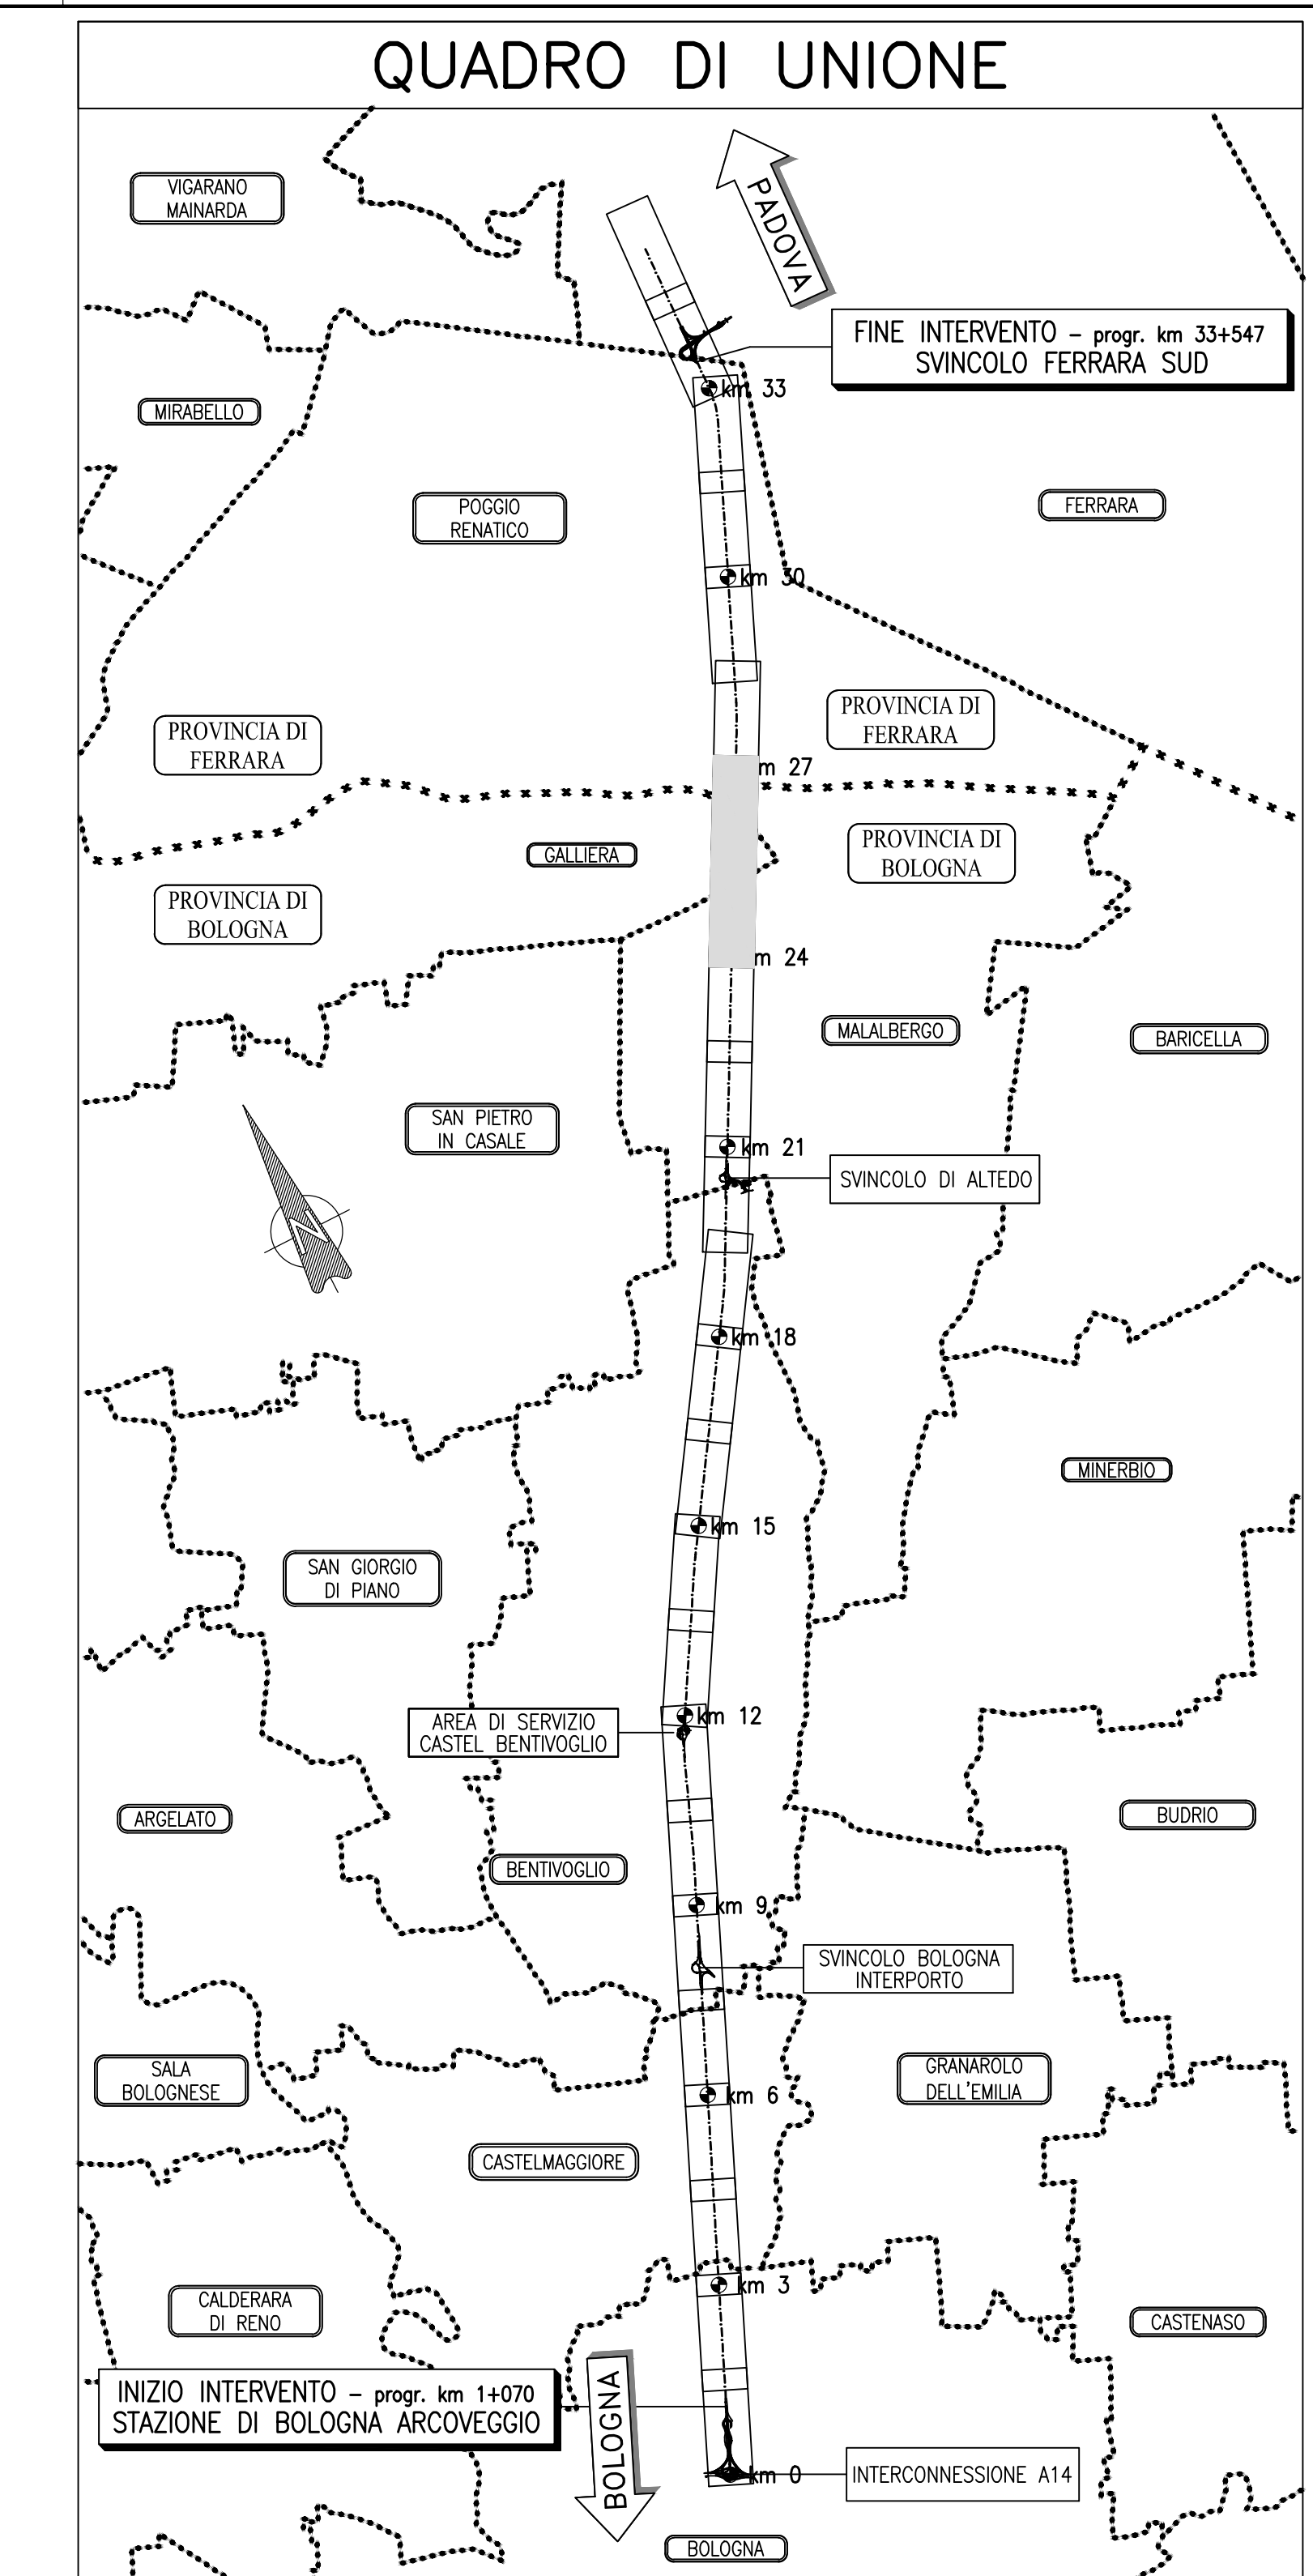 QUADRO DI UNIONE
VIGARANO
MAINARDA
PADOVA
FINE INTERVENTO – progr. km 33+547
SVINCOLO FERRARA SUD
km 33
MIRABELLO
POGGIO
RENATICO
FERRARA
km 30
PROVINCIA DI
FERRARA
PROVINCIA DI
FERRARA
m 27
GALLIERA
PROVINCIA DI
BOLOGNA
PROVINCIA DI
BOLOGNA
m 24
MALALBERGO
BARICELLA
SAN PIETRO
IN CASALE
km 21
SVINCOLO DI ALTEDO
N
km 18
MINERBIO
km 15
SAN GIORGIO
DI PIANO
km 12
AREA DI SERVIZIO
CASTEL BENTIVOGLIO
ARGELATO
BUDRIO
BENTIVOGLIO
km 9
SVINCOLO BOLOGNA
INTERPORTO
SALA
BOLOGNESE
GRANAROLO
DELL'EMILIA
km 6
CASTELMAGGIORE
km 3
CALDERARA
DI RENO
CASTENASO
INIZIO INTERVENTO – progr. km 1+070
STAZIONE DI BOLOGNA ARCOVEGGIO
BOLOGNA
km 0
INTERCONNESSIONE A14
BOLOGNA